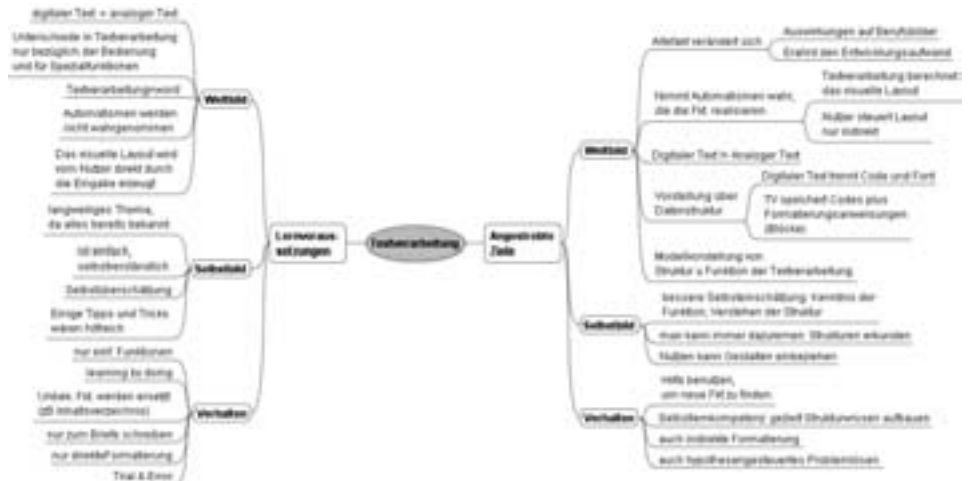 digitaler Text = analoger Text
Unterschiede in Textverarbeitung
nur bezüglich der Bedienung
und für Spezialfunktionen
Textverarbeitung=word
Automatismen werden
nicht wahrgenommen
Das visuelle Layout wird
vom Nutzer direkt durch
die Eingabe erzeugt
Weltbild
langweiliges Thema,
da alles bereits bekannt
ist einfach,
selbstverständlich
Selbstüberschätzung
Einige Tipps und Tricks
wären hilfreich
Selbstbild
nur einf. Funktionen
learning by doing
Unbek. Fkt. werden ersetzt
(zB Inhaltsverzeichnis)
nur zum Briefe schreiben
nur direkteFormatierung
Trial & Error
Verhalten
Lernvoraus-
setzungen
Textverarbeitung
Angestrebte
Ziele
Weltbild
Artefakt verändert sich
Auswirkungen auf Berufsbilder
Erahnt den Entwicklungsaufwand
Nimmt Automatismen wahr,
die die Fkt. realisieren
Textverarbeitung berechnet
das visuelle Layout
Nutzer steuert Layout
nur indirekt
Digitaler Text Analoger Text
Vorstellung über
Datenstruktur
Digitaler Text trennt Code und Font
TV speichert Codes plus
Formatierungsanweisungen
(Blöcke)
Modellvorstellung von
Struktur u Funktion der Textverarbeitung
Selbstbild
bessere Selbsteinschätzung: Kenntnis der
Funktion, Verstehen der Struktur
man kann immer dazulernen: Strukturen erkunden
Nutzen kann Gestalten einbeziehen
Verhalten
Hilfe benutzen,
um neue Fkt zu finden
Selbstlernkompetenz: gezielt Strukturwissen aufbauen
auch indirekte Formatierung
auch hypothesengesteuertes Problemlösen